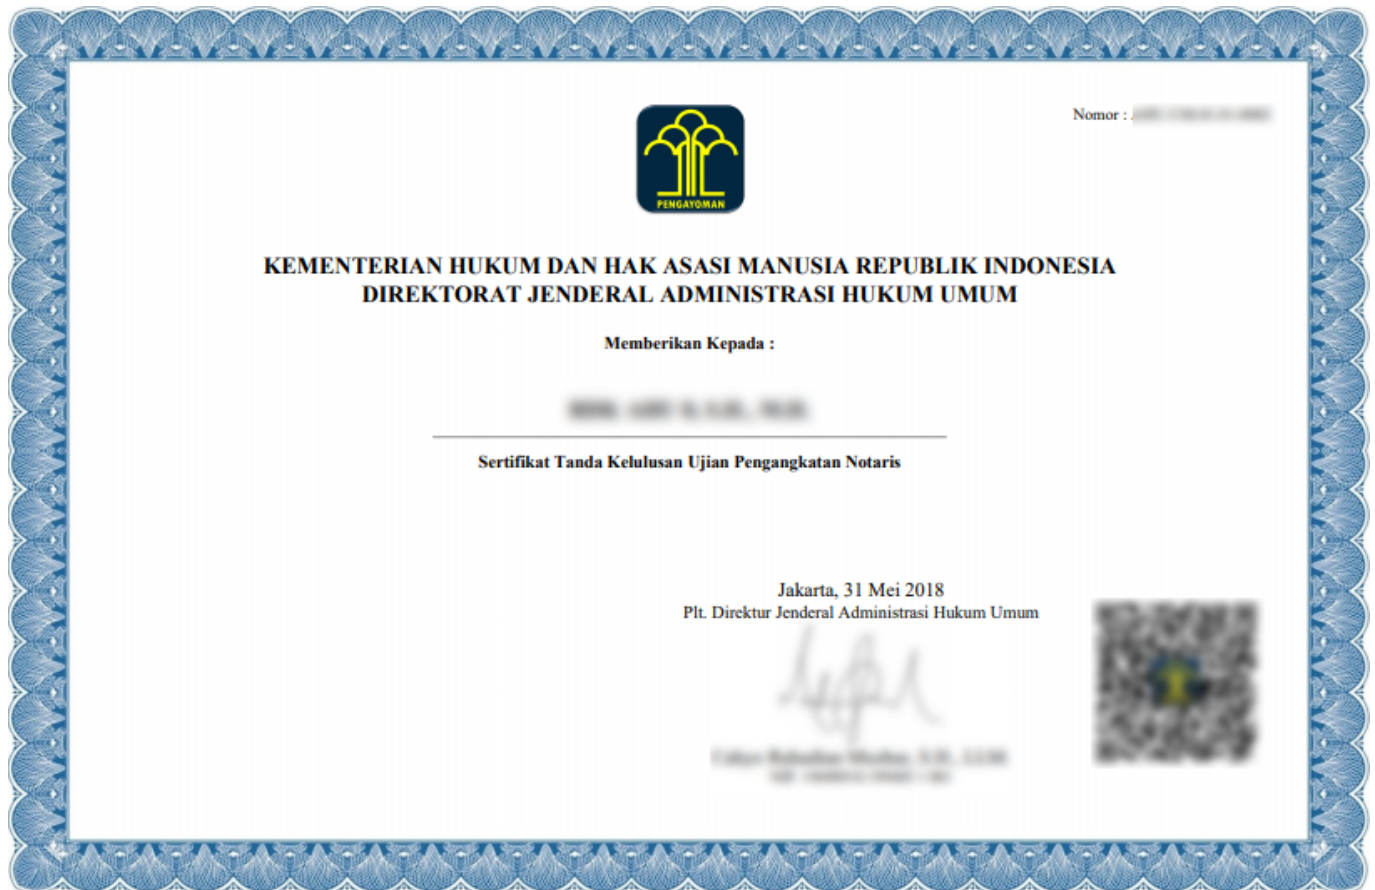 Nomor :
PENGAYOMAN
KEMENTERIAN HUKUM DAN HAK ASASI MANUSIA REPUBLIK INDONESIA
DIREKTORAT JENDERAL ADMINISTRASI HUKUM UMUM
Memberikan Kepada :
Sertifikat Tanda Kelulusan Ujian Pengangkatan Notaris
Jakarta, 31 Mei 2018
Plt. Direktur Jenderal Administrasi Hukum Umum